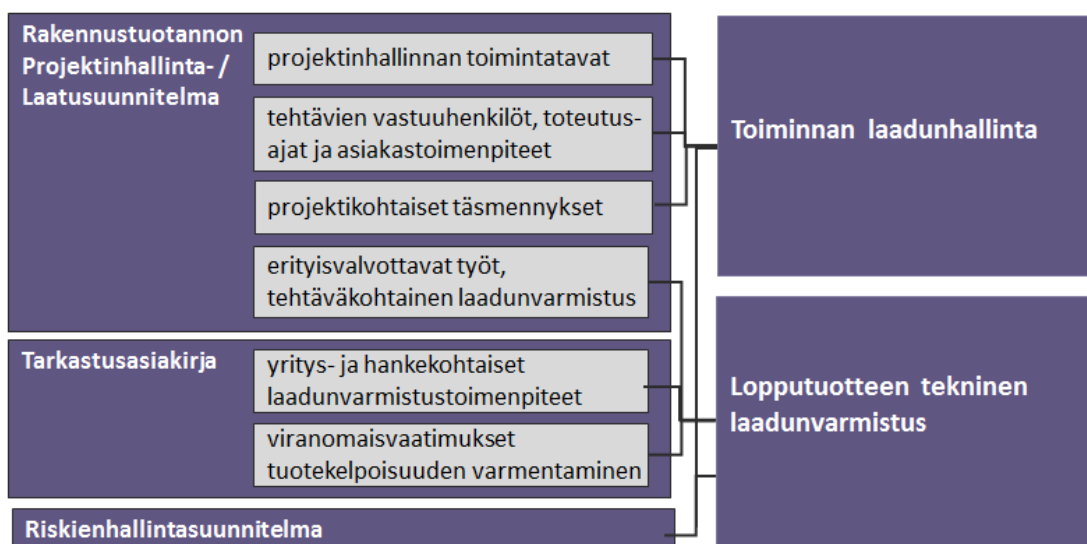 Rakennustuotannon
Projektinhallinta- /
Laatusuunnitelma
projektinhallinnan toimintatavat
tehtävien vastuuhenkilöt, toteutus-
ajat ja asiakastoimenpiteet
projektikohtaiset täsmennykset
erityisvalvottavat työt,
tehtäväkohtainen laadunvarmistus
Tarkastusasiakirja
yritys- ja hankekohtaiset
laadunvarmistustoimenpiteet
viranomaisvaatimukset
tuotekelpoisuuden varmentaminen
Riskienhallintasuunnitelma
Toiminnan laadunhallinta
Lopputuotteen tekninen
laadunvarmistus